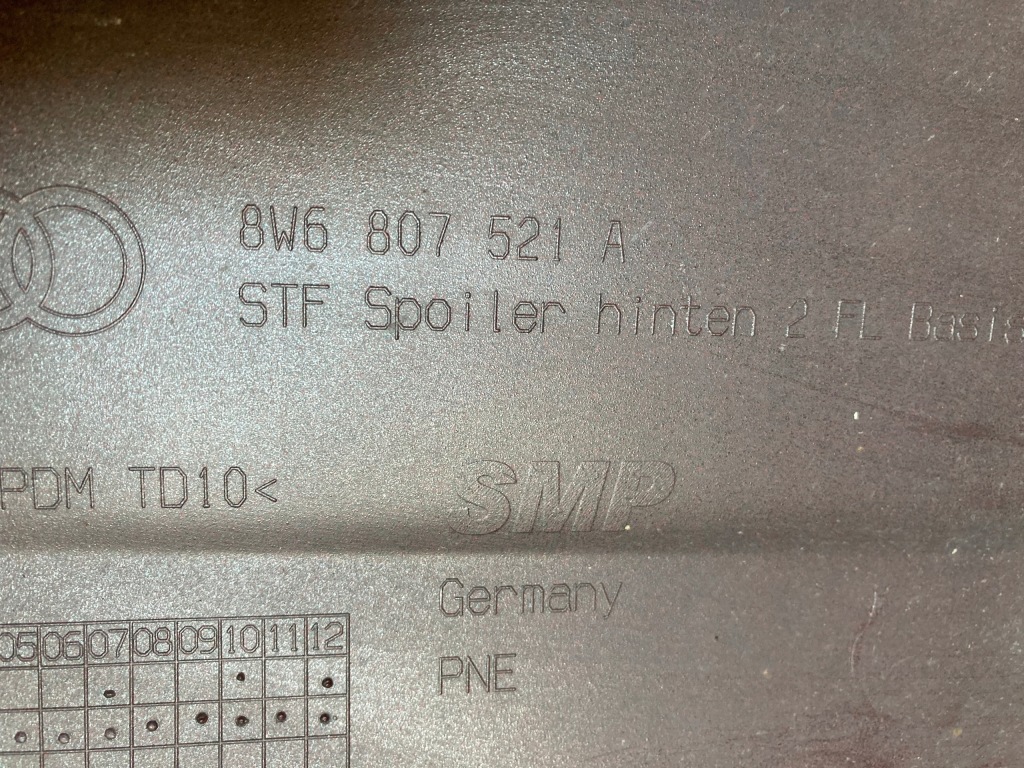 8W6 807 521 A
STF Spoiler hinten 2 FL Basis
PDM TD10<
SMP
Germany
PNE
05 06 07 08 09 10 11 12